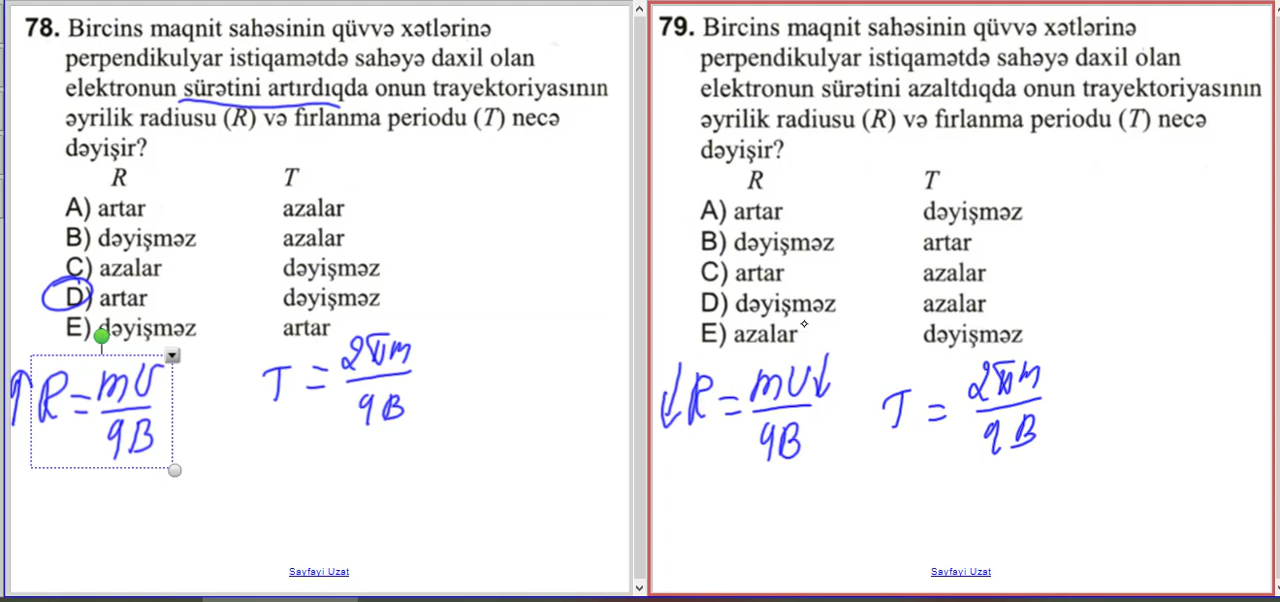 78. Bircins maqnit sahəsinin qüvvə xətlərinə
perpendikulyar istiqamətdə sahəyə daxil olan
elektronun sürətini artırdıqda onun trayektoriyasının
əyrilik radiusu (R) və fırlanma periodu (T) necə
dəyişir?
R T
A) artar azalar
B) dəyişməz azalar
C) azalar dəyişməz
D) artar dəyişməz
E) dəyişməz artar
↑ R = mυ/qB T = 2πm/qB
Sayfayi Uzat
79. Bircins maqnit sahəsinin qüvvə xətlərinə
perpendikulyar istiqamətdə sahəyə daxil olan
elektronun sürətini azaltdıqda onun trayektoriyasının
əyrilik radiusu (R) və fırlanma periodu (T) necə
dəyişir?
R T
A) artar dəyişməz
B) dəyişməz artar
C) artar azalar
D) dəyişməz azalar
E) azalar dəyişməz
↓ R = mυ↓/qB T = 2πm/qB
Sayfayi Uzat